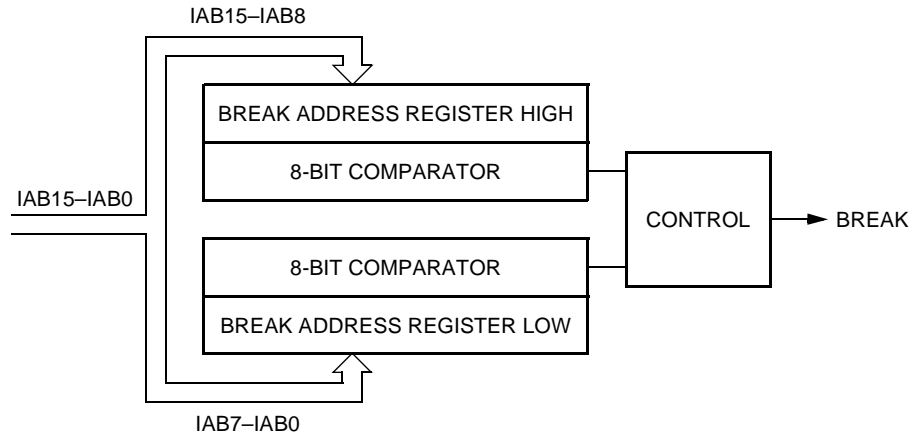 IAB15–IAB8
BREAK ADDRESS REGISTER HIGH
8-BIT COMPARATOR
IAB15–IAB0
CONTROL
BREAK
8-BIT COMPARATOR
BREAK ADDRESS REGISTER LOW
IAB7–IAB0